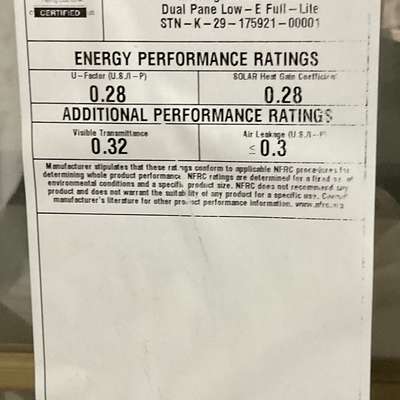 CERTIFIED
Dual Pane Low-E Full-Lite
STN-K-29-175921-00001
ENERGY PERFORMANCE RATINGS
U-Factor (U.S./I-P)
SOLAR Heat Gain Coefficient
0.28
0.28
ADDITIONAL PERFORMANCE RATINGS
Visible Transmittance
Air Leakage (U.S./I-P)
0.32
≤0.3
Manufacturer stipulates that these ratings conform to applicable NFRC procedures for
determining whole product performance. NFRC ratings are determined for a fixed set of
environmental conditions and a specific product size. NFRC does not recommend any
product and does not warrant the suitability of any product for a specific use. Consult
manufacturer's literature for other product performance information. www.nfrc.org